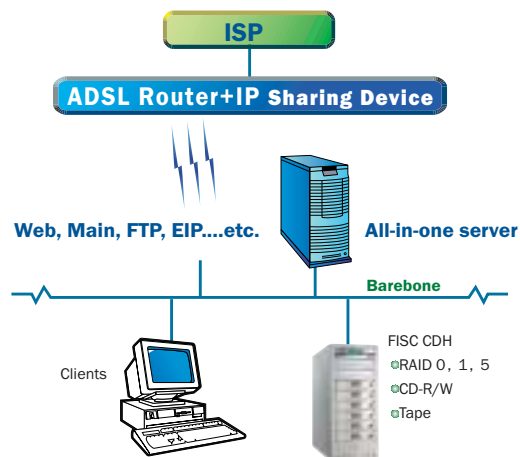 ISP
ADSL Router+IP Sharing Device
Web, Main, FTP, EIP....etc.
All-in-one server
Barebone
Clients
FISC CDH
RAID 0, 1, 5
CD-R/W
Tape